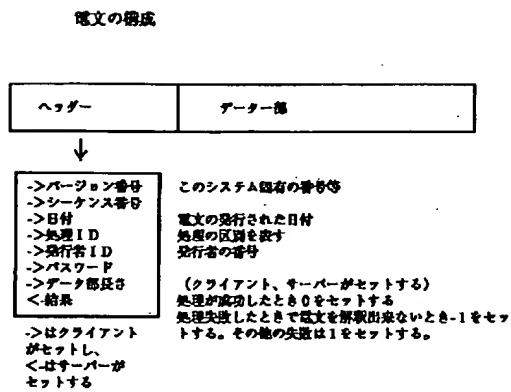 電文の構成
ヘッダー
データー部
->バージョン番号 このシステム固有の番号等
->シーケンス番号
->日付 電文の発行された日付
->処理ID 処理の区別を表す
->発行者ID 発行者の番号
->パスワード
->データ部長さ (クライアント、サーバーがセットする)
<-結果 処理が成功したとき0をセットする
処理失敗したときで電文を解釈出来ないとき-1をセッ
トする。その他の失敗は1をセットする。
->はクライアント
がセットし、
<-はサーバーが
セットする